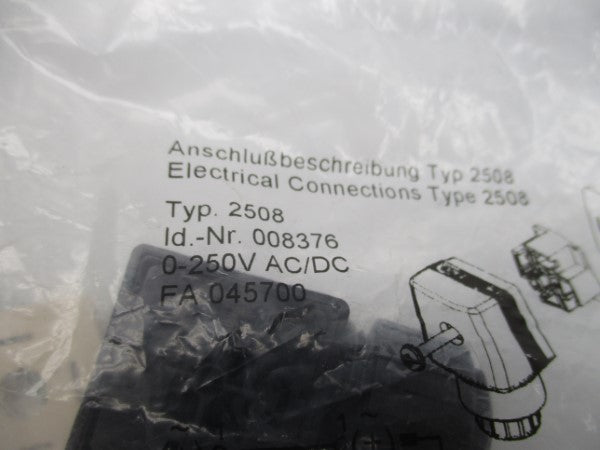 Anschlußbeschreibung Typ 2508
Electrical Connections Type 2508
Typ. 2508
Id.-Nr. 008376
0-250V AC/DC
FA 045700